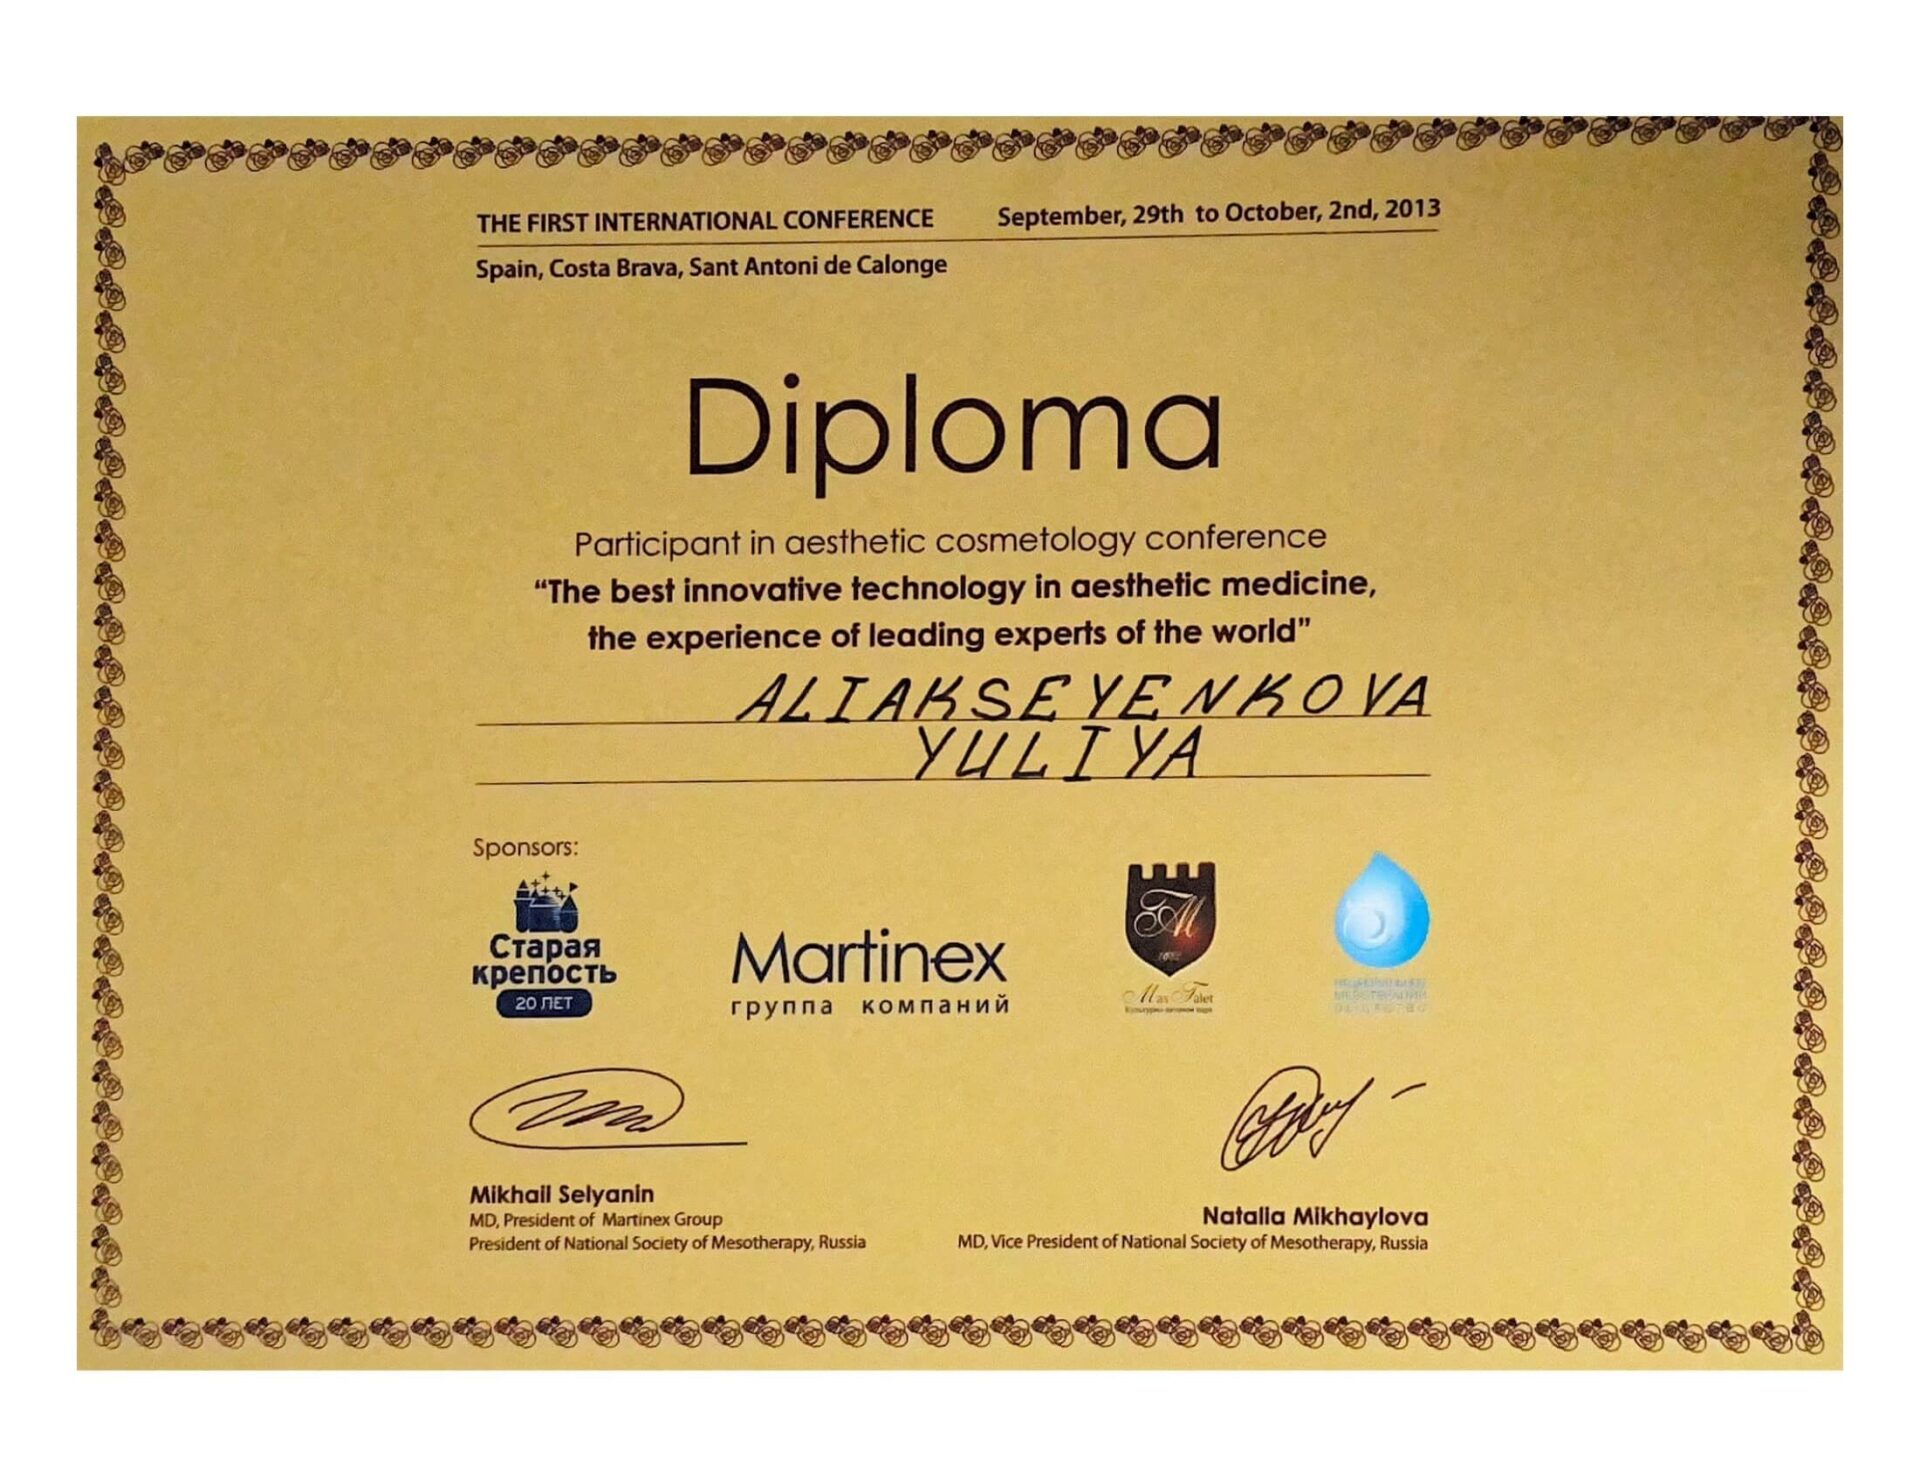 THE FIRST INTERNATIONAL CONFERENCE September, 29th to October, 2nd, 2013
Spain, Costa Brava, Sant Antoni de Calonge
Diploma
Participant in aesthetic cosmetology conference
“The best innovative technology in aesthetic medicine,
the experience of leading experts of the world”
ALIAKSEYENKOVA
YULIYA
Sponsors:
Старая
крепость
20 ЛЕТ
Martinex
группа компаний
Mas Falet
Mikhail Selyanin
MD, President of Martinex Group
President of National Society of Mesotherapy, Russia
Natalia Mikhaylova
MD, Vice President of National Society of Mesotherapy, Russia